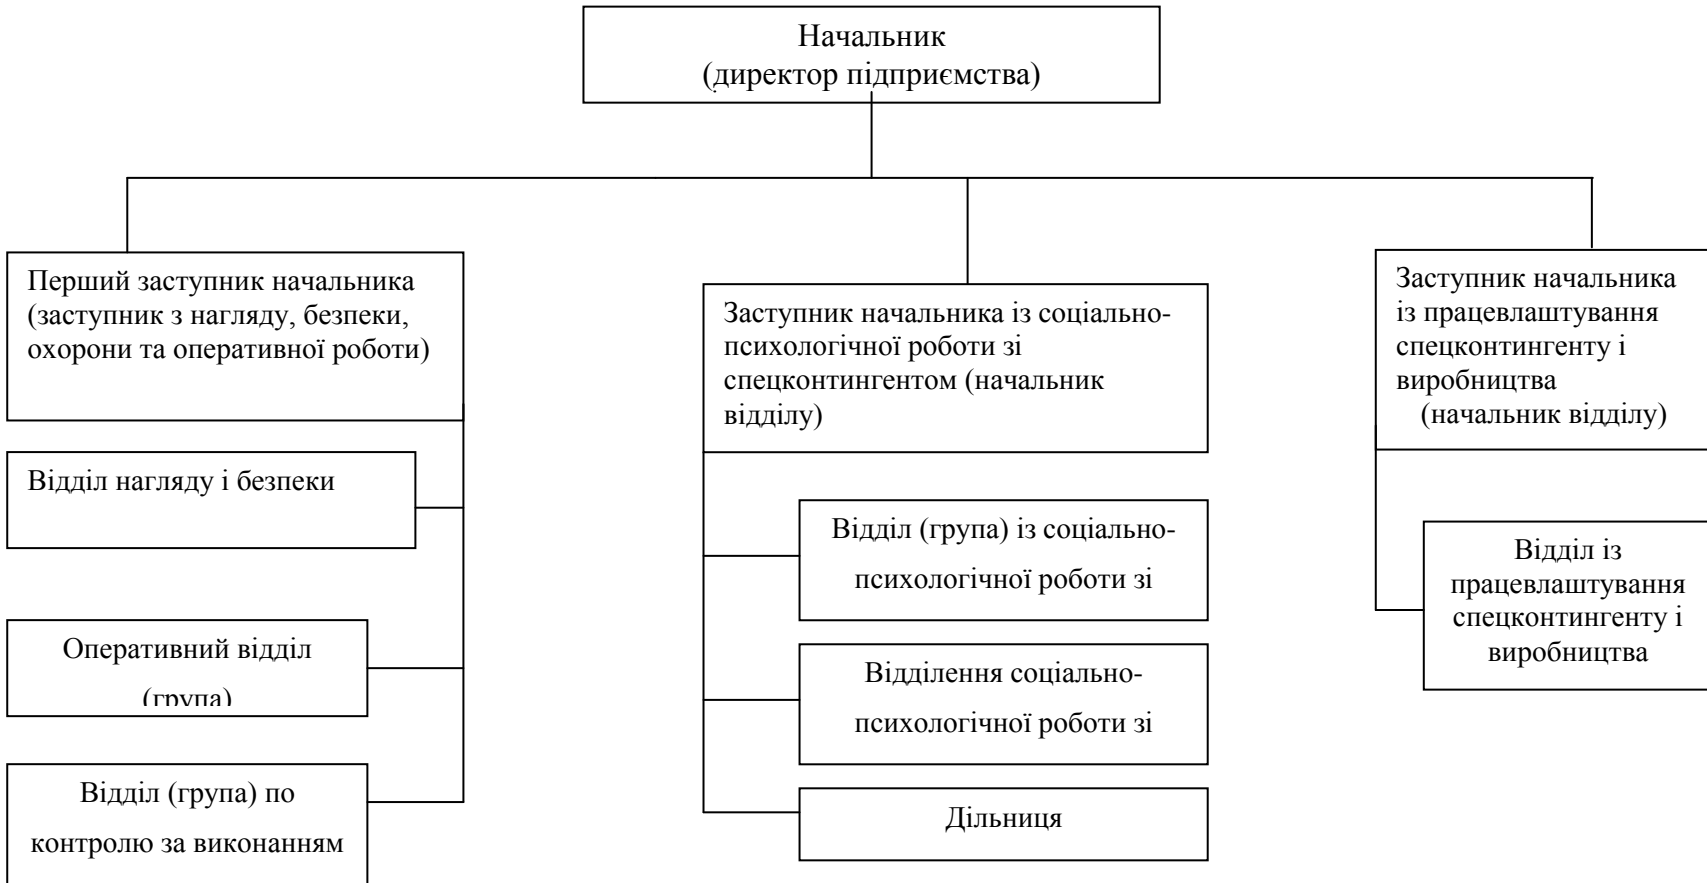 Начальник
(директор підприємства)
Перший заступник начальника
(заступник з нагляду, безпеки,
охорони та оперативної роботи)
Відділ нагляду і безпеки
Оперативний відділ
(група)
Відділ (група) по
контролю за виконанням
Заступник начальника із соціально-
психологічної роботи зі
спецконтингентом (начальник
відділу)
Відділ (група) із соціально-
психологічної роботи зі
Відділення соціально-
психологічної роботи зі
Дільниця
Заступник начальника
із працевлаштування
спецконтингенту і
виробництва
(начальник відділу)
Відділ із
працевлаштування
спецконтингенту і
виробництва